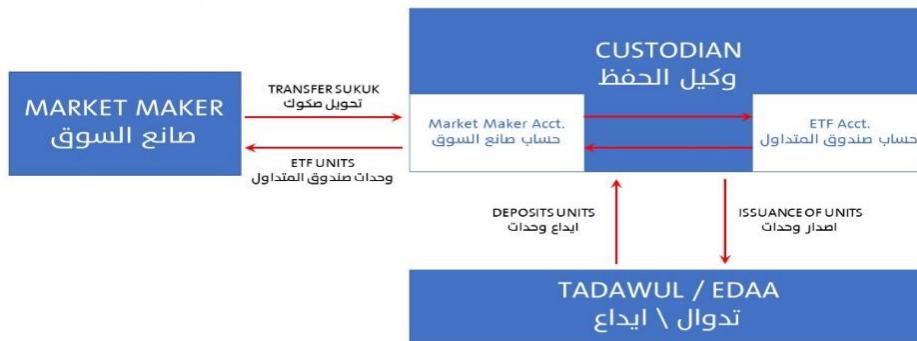 CUSTODIAN
وكيل الحفظ
MARKET MAKER
صانع السوق
TRANSFER SUKUK
تحويل صكوك
ETF UNITS
وحدات صندوق المتداول
Market Maker Acct.
حساب صانع السوق
ETF Acct.
حساب صندوق المتداول
DEPOSITS UNITS
ايداع وحدات
ISSUANCE OF UNITS
اصدار وحدات
TADAWUL / EDAA
تدوال \ ايداع